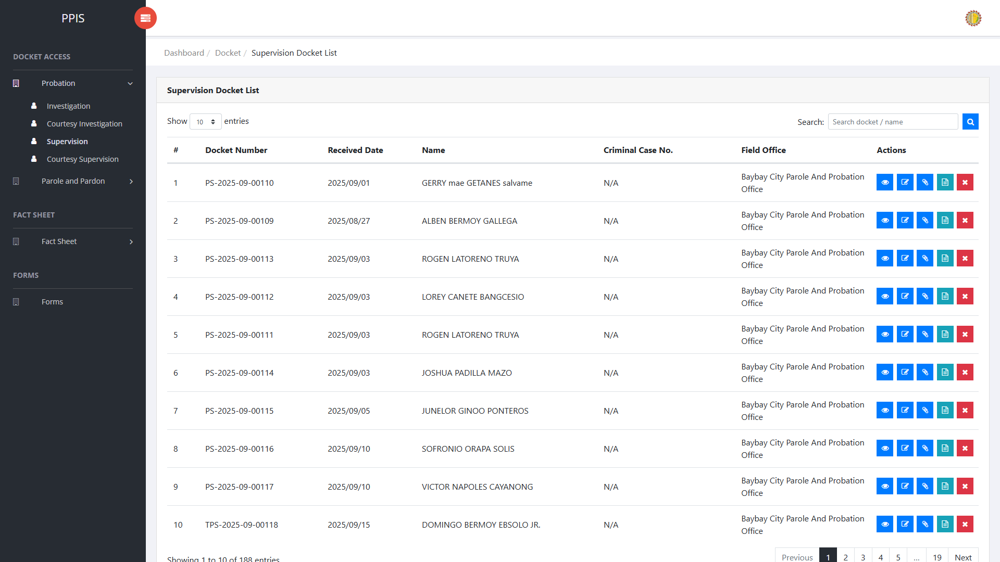 PPIS
DOCKET ACCESS
Probation
Investigation
Courtesy Investigation
Supervision
Courtesy Supervision
Parole and Pardon
FACT SHEET
Fact Sheet
FORMS
Forms
Dashboard / Docket / Supervision Docket List
Supervision Docket List
Show 10 entries
Search: Search docket / name
# Docket Number Received Date Name Criminal Case No. Field Office Actions
1 PS-2025-09-00110 2025/09/01 GERRY mae GETANES salvame N/A Baybay City Parole And Probation
Office
2 PS-2025-09-00109 2025/08/27 ALBEN BERMOY GALLEGA N/A Baybay City Parole And Probation
Office
3 PS-2025-09-00113 2025/09/03 ROGEN LATORENO TRUYA N/A Baybay City Parole And Probation
Office
4 PS-2025-09-00112 2025/09/03 LOREY CANETE BANGCESIO N/A Baybay City Parole And Probation
Office
5 PS-2025-09-00111 2025/09/03 ROGEN LATORENO TRUYA N/A Baybay City Parole And Probation
Office
6 PS-2025-09-00114 2025/09/03 JOSHUA PADILLA MAZO N/A Baybay City Parole And Probation
Office
7 PS-2025-09-00115 2025/09/05 JUNELOR GINOO PONTEROS N/A Baybay City Parole And Probation
Office
8 PS-2025-09-00116 2025/09/10 SOFRONIO ORAPA SOLIS N/A Baybay City Parole And Probation
Office
9 PS-2025-09-00117 2025/09/10 VICTOR NAPOLES CAYANONG N/A Baybay City Parole And Probation
Office
10 TPS-2025-09-00118 2025/09/15 DOMINGO BERMOY EBSOLO JR. N/A Baybay City Parole And Probation
Office
Showing 1 to 10 of 188 entries
Previous 1 2 3 4 5 ... 19 Next